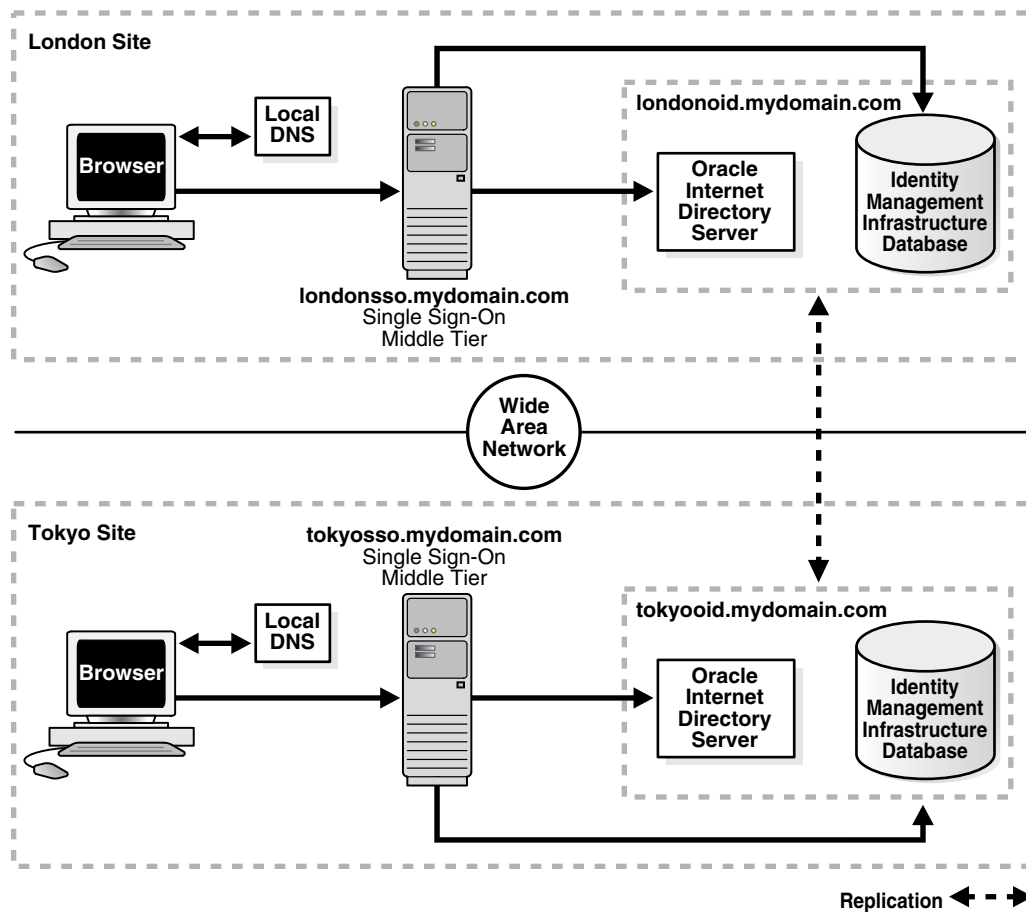 London Site
Local
DNS
Browser
londonsso.mydomain.com
Single Sign-On
Middle Tier
londonoid.mydomain.com
Oracle
Internet
Directory
Server
Identity
Management
Infrastructure
Database
Wide
Area
Network
Tokyo Site
tokyosso.mydomain.com
Single Sign-On
Middle Tier
Local
DNS
Browser
tokyooid.mydomain.com
Oracle
Internet
Directory
Server
Identity
Management
Infrastructure
Database
Replication